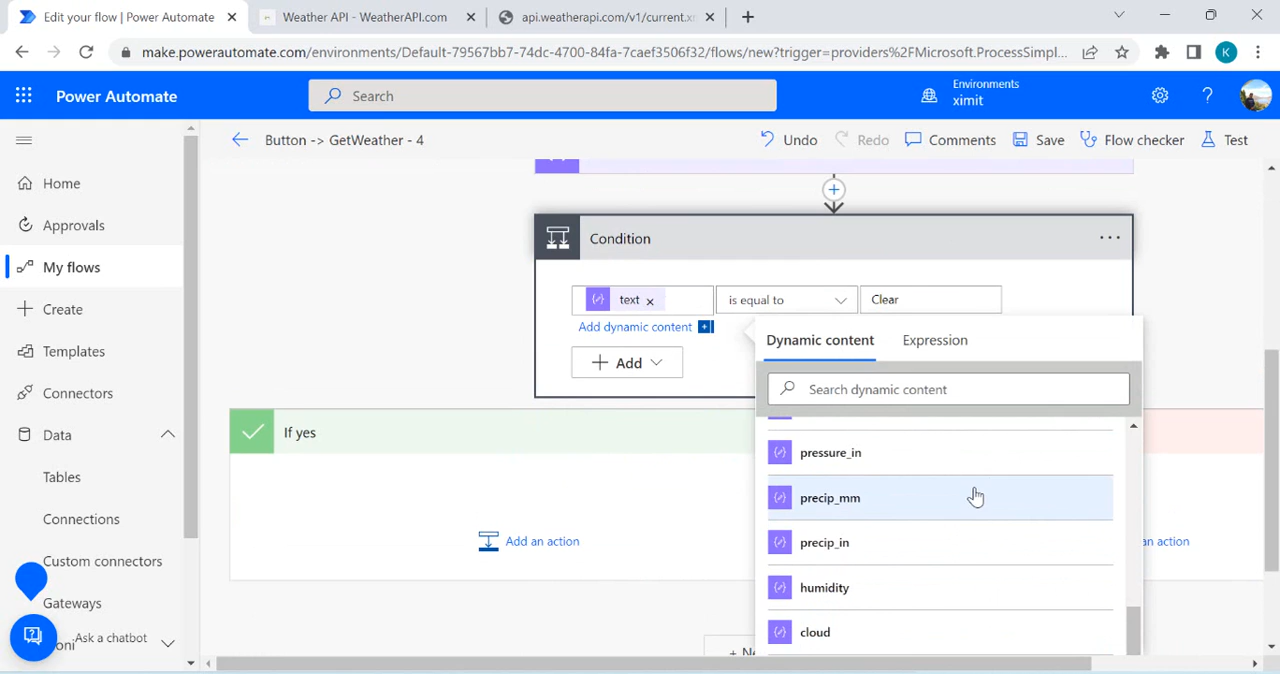 Edit your flow | Power Automate
Weather API - WeatherAPI.com
api.weatherapi.com/v1/current.x
make.powerautomate.com/environments/Default-79567bb7-74dc-4700-84fa-7caef3506f32/flows/new?trigger=providers%2FMicrosoft.ProcessSimpl...
K
Power Automate
Search
Environments
ximit
Button -> GetWeather - 4
Undo
Redo
Comments
Save
Flow checker
Test
Home
Approvals
My flows
Create
Templates
Connectors
Data
Tables
Connections
Custom connectors
Gateways
Ask a chatbot
Condition
text
is equal to
Clear
Add dynamic content
Add
Dynamic content
Expression
Search dynamic content
pressure_in
precip_mm
precip_in
humidity
cloud
If yes
Add an action
an action
+ Ne